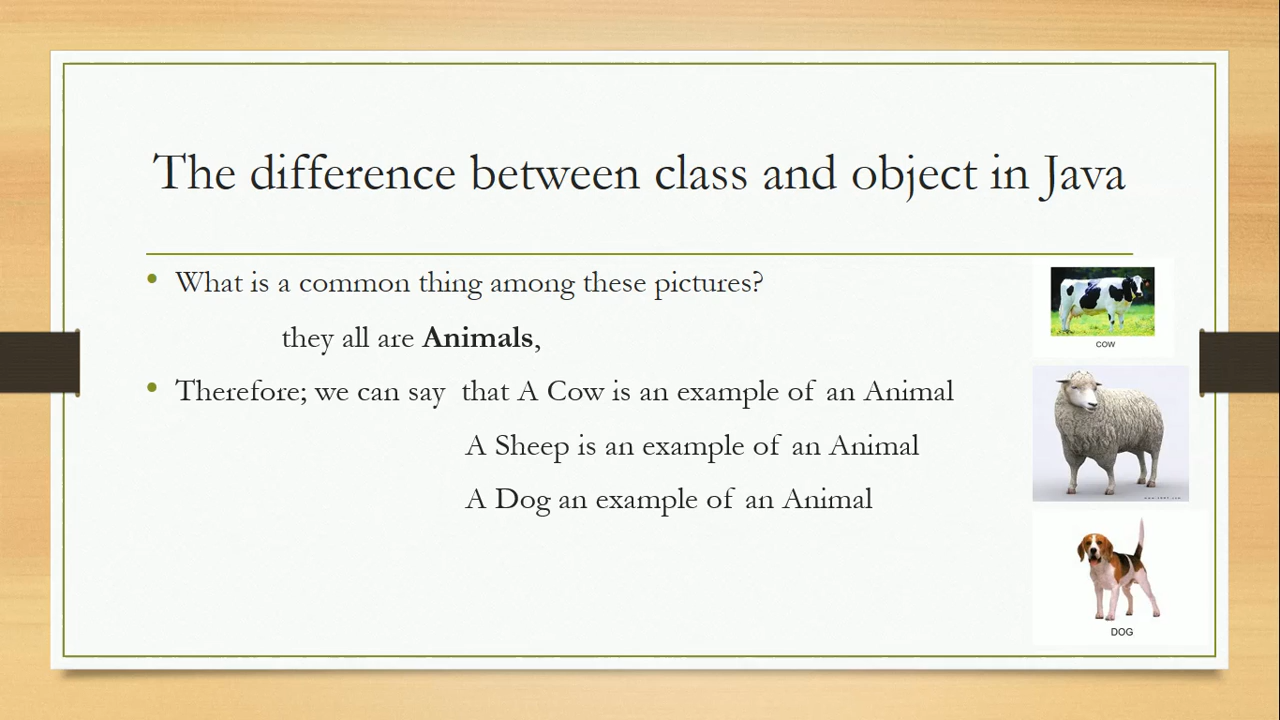 The difference between class and object in Java
• What is a common thing among these pictures?
they all are Animals,
• Therefore; we can say that A Cow is an example of an Animal
A Sheep is an example of an Animal
A Dog an example of an Animal
COW
DOG